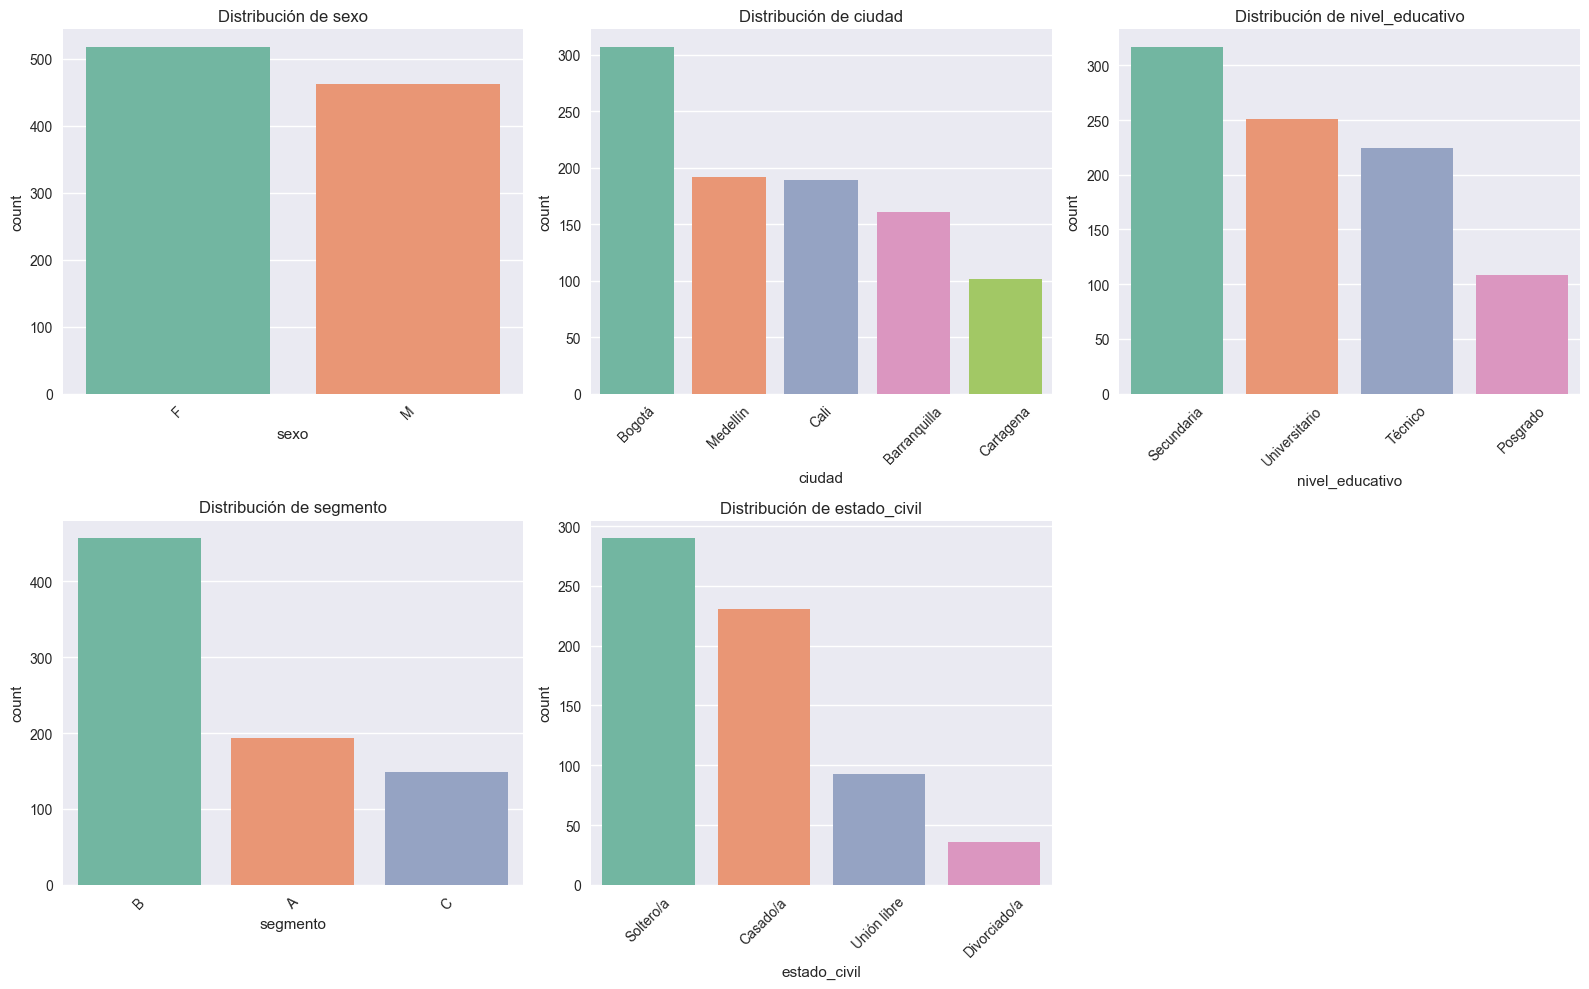 Distribución de sexo
count
500
400
300
200
100
0
F
M
sexo
Distribución de ciudad
count
300
250
200
150
100
50
0
Bogotá
Medellín
Cali
Barranquilla
Cartagena
ciudad
Distribución de nivel_educativo
count
300
250
200
150
100
50
0
Secundaria
Universitario
Técnico
Posgrado
nivel_educativo
Distribución de segmento
count
400
300
200
100
0
B
A
C
segmento
Distribución de estado_civil
count
300
250
200
150
100
50
0
Soltero/a
Casado/a
Unión libre
Divorciado/a
estado_civil